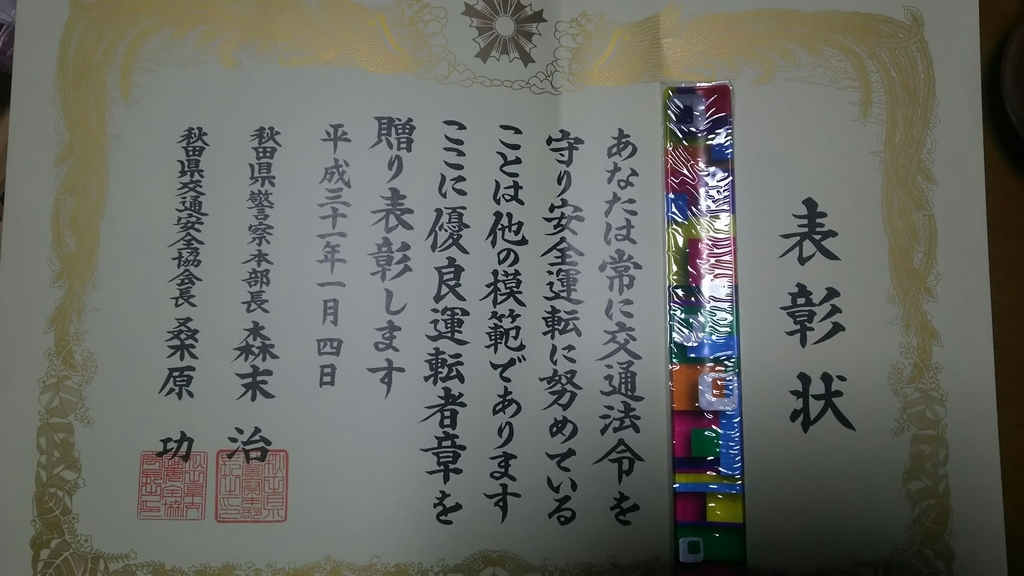 表彰状
あなたは常に交通法令を
守り安全運転に努めている
ことは他の模範であります
ここに優良運転者章を
贈り表彰します
平成三十一年一月四日
秋田県警察本部長 森末 治
秋田県交通安全協会長 桑原 功